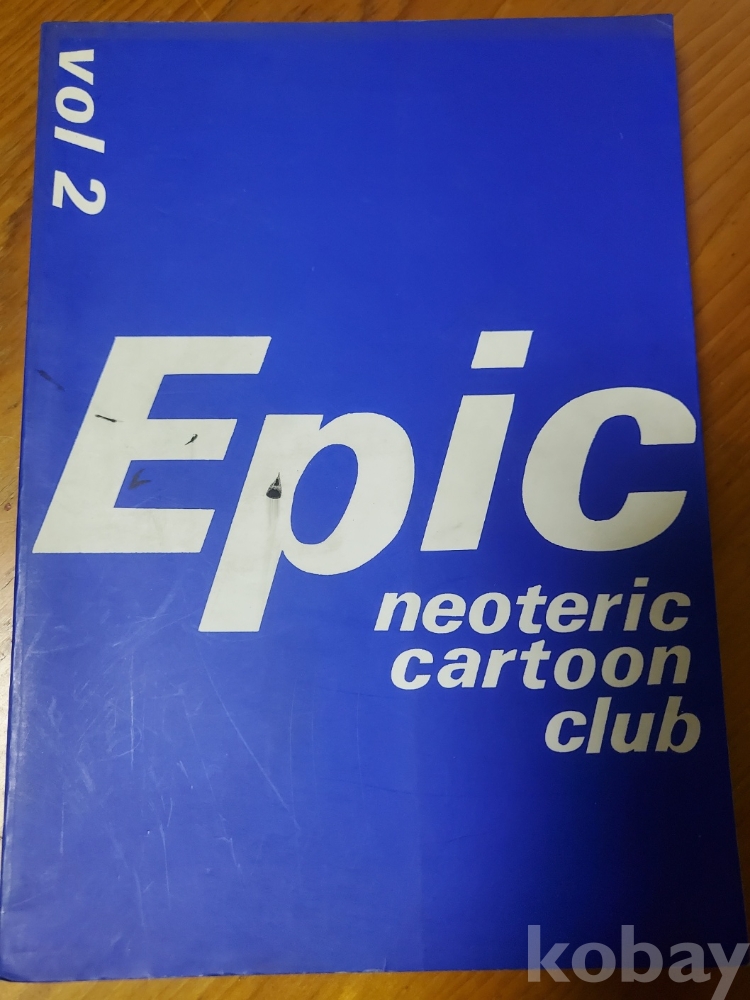 vol 2
Epic
neoteric
cartoon
club
kobay